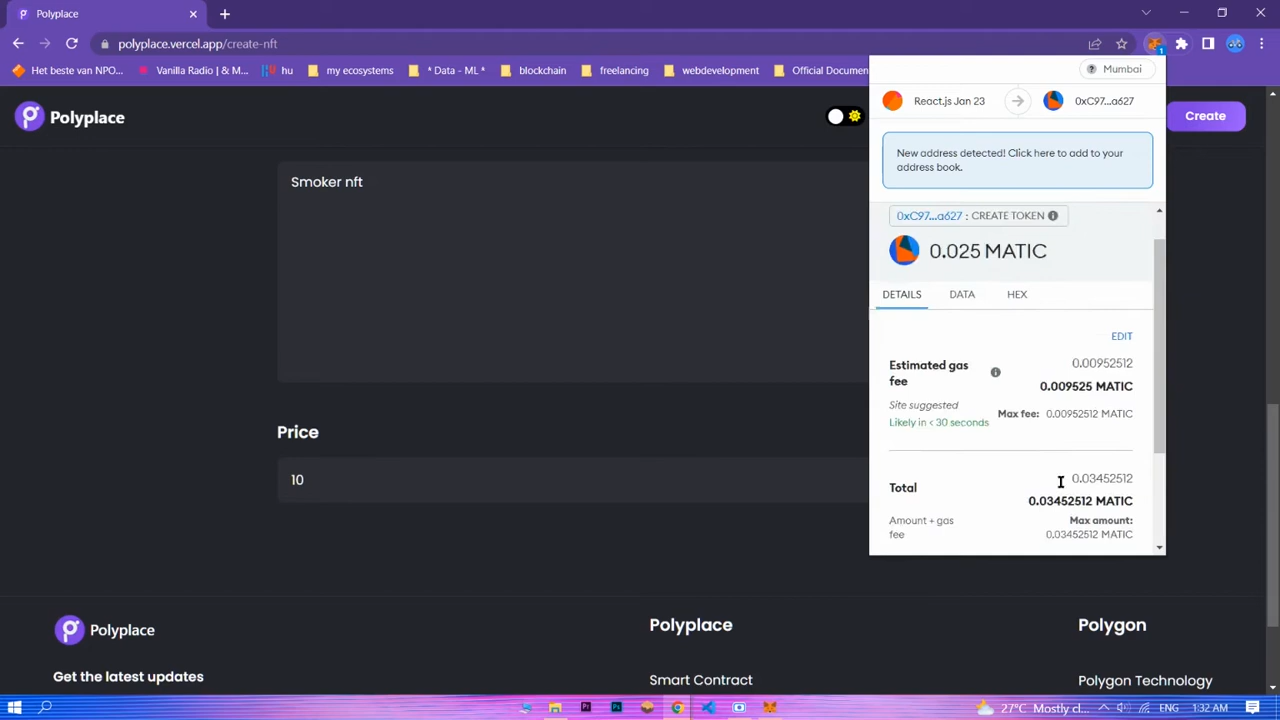 Polyplace
polyplace.vercel.app/create-nft
1
Het beste van NPO...
Vanilla Radio | & M...
hu
my ecosystems
* Data - ML *
blockchain
freelancing
webdevelopment
Official Documen
Polyplace
Create
Mumbai
React.js Jan 23
0xC97...a627
New address detected! Click here to add to your
address book.
0xC97...a627 : CREATE TOKEN
0.025 MATIC
DETAILS
DATA
HEX
EDIT
Estimated gas
fee
0.00952512
0.009525 MATIC
Site suggested
Max fee: 0.00952512 MATIC
Likely in < 30 seconds
Total
0.03452512
0.03452512 MATIC
Amount + gas
fee
Max amount:
0.03452512 MATIC
Smoker nft
Price
10
Polyplace
Get the latest updates
Polyplace
Smart Contract
Polygon
Polygon Technology
27°C Mostly cl...
ENG
1:32 AM